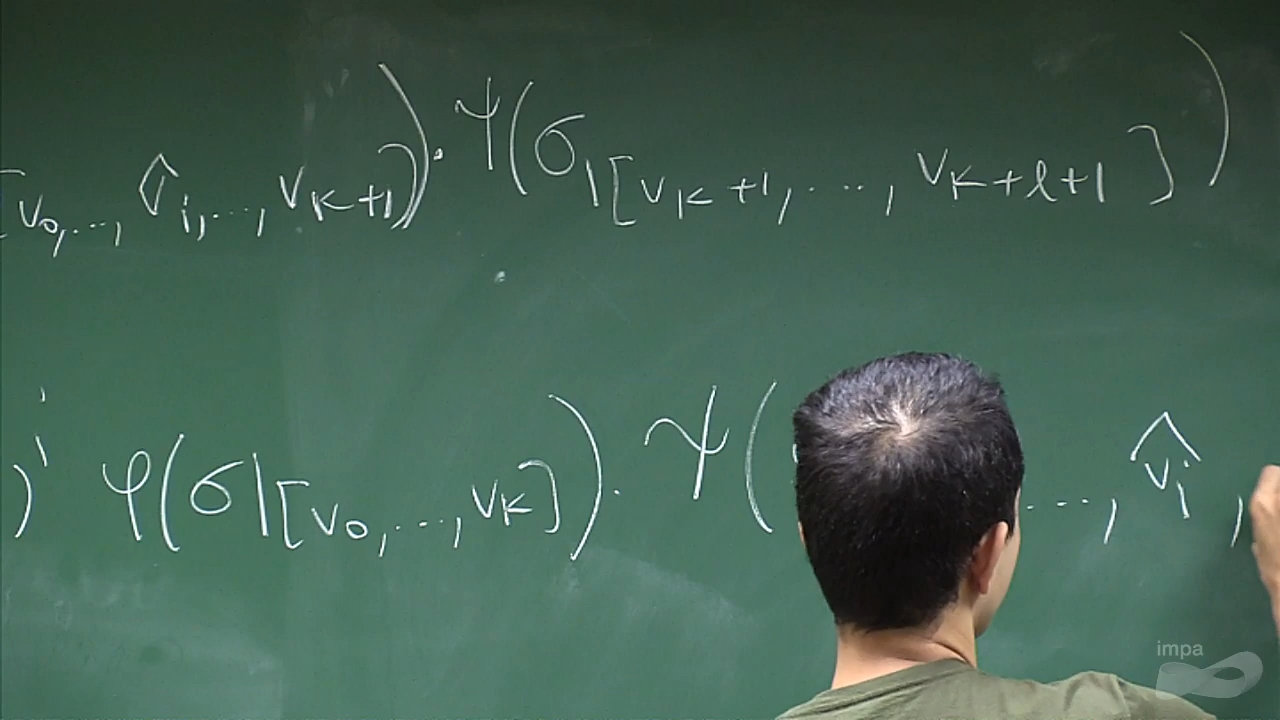 [v₀,...,v̂ᵢ,...,v_{K+1}]) · ψ(σ|[v_{K+1},....,v_{K+l+1}])
)ⁱ φ(σ|[v₀,...,v_K]) · ψ( ...,v̂ᵢ,
impa